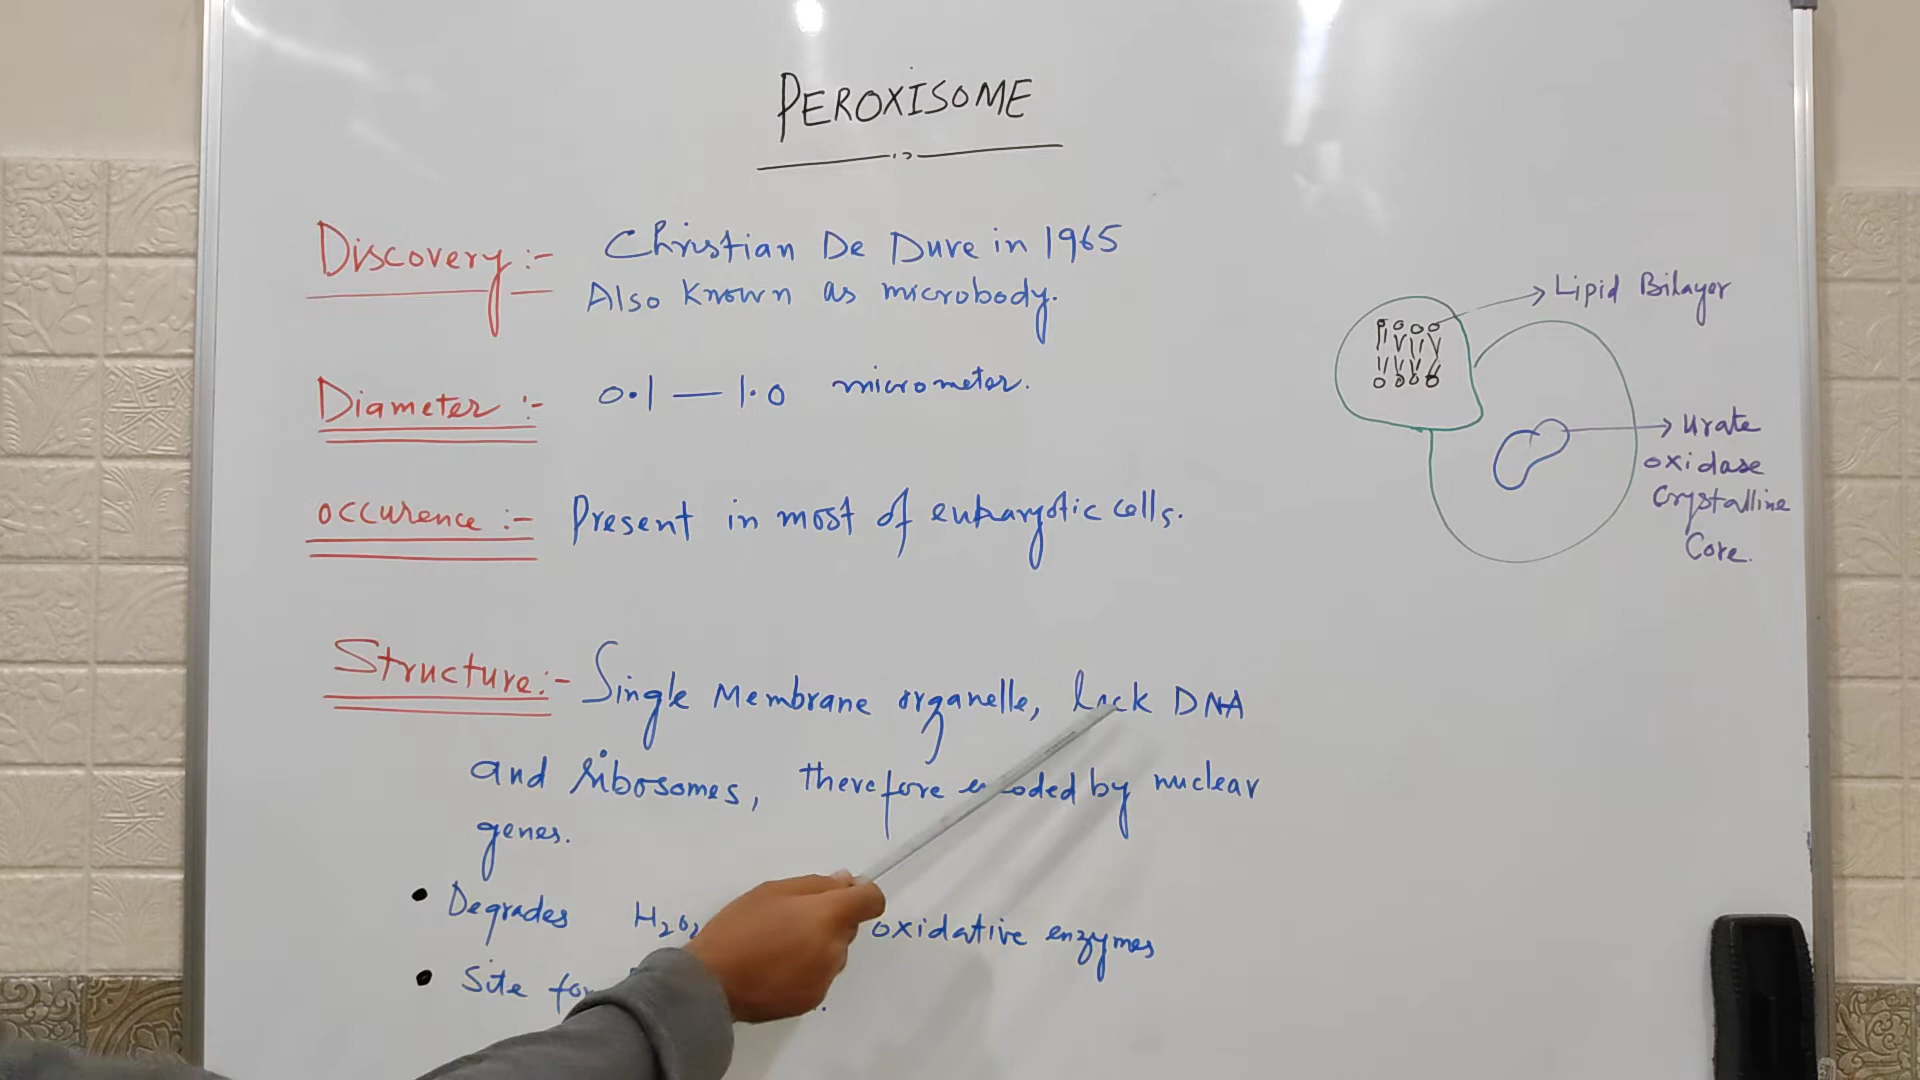 PEROXISOME
Discovery :- Christian De Duve in 1965
Also Known as microbody.
Diameter :- 0.1 — 1.0 micrometer.
occurence :- Present in most of eukaryotic cells.
Structure :- Single Membrane organelle, lack DNA
and ribosomes, therefore encoded by nuclear
genes.
• Degrades H2O2 oxidative enzymes
• Site for
→ Lipid Bilayer
→ Urate
oxidase
Crystalline
Core.